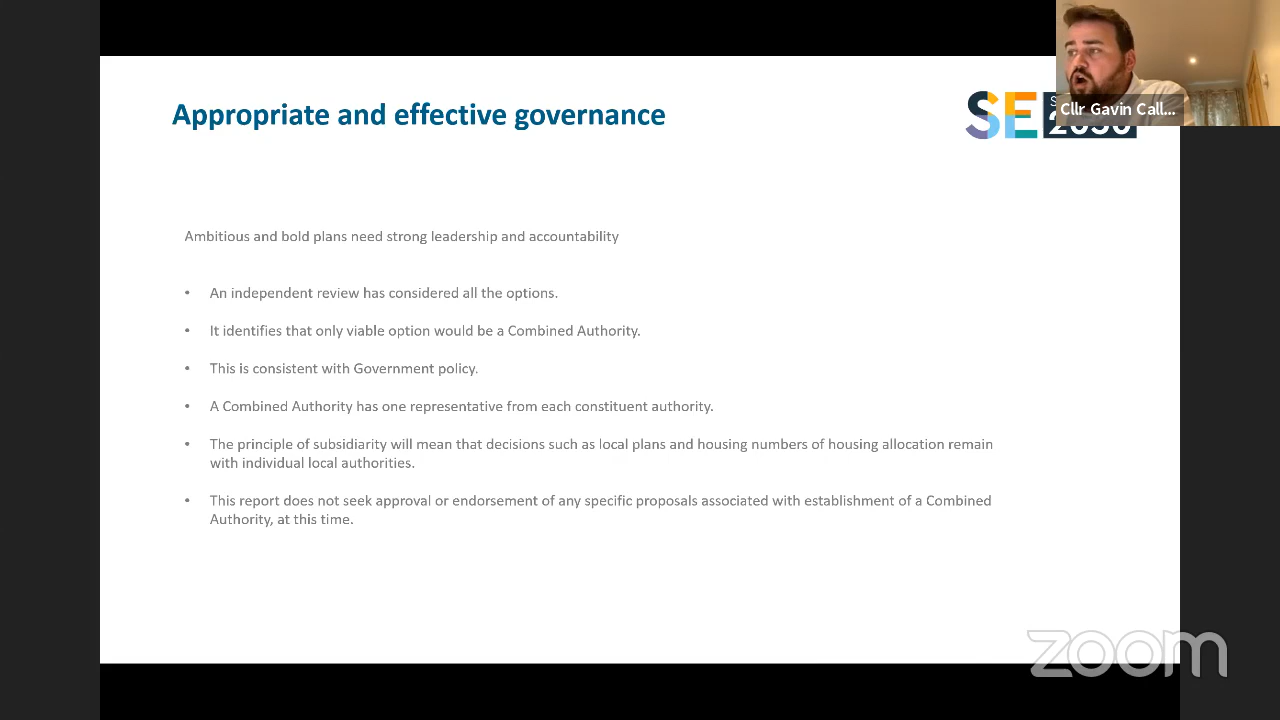 Appropriate and effective governance
SE
2050
Cllr Gavin Call...
Ambitious and bold plans need strong leadership and accountability
• An independent review has considered all the options.
• It identifies that only viable option would be a Combined Authority.
• This is consistent with Government policy.
• A Combined Authority has one representative from each constituent authority.
• The principle of subsidiarity will mean that decisions such as local plans and housing numbers of housing allocation remain
with individual local authorities.
• This report does not seek approval or endorsement of any specific proposals associated with establishment of a Combined
Authority, at this time.
zoom